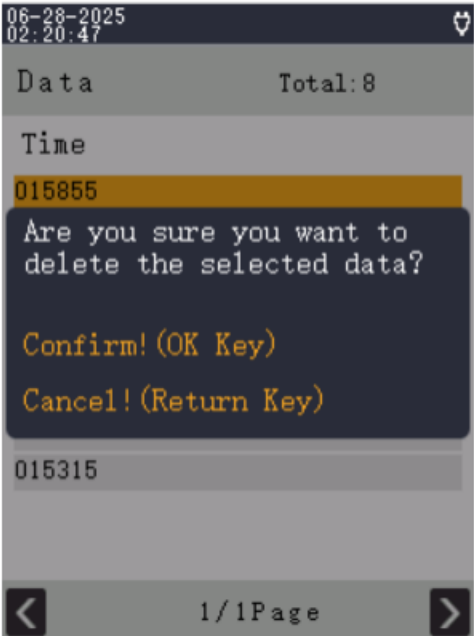 06-28-2025
02:20:47
Data Total:8
Time
015855
Are you sure you want to
delete the selected data?
Confirm!(OK Key)
Cancel!(Return Key)
015315
1/1Page